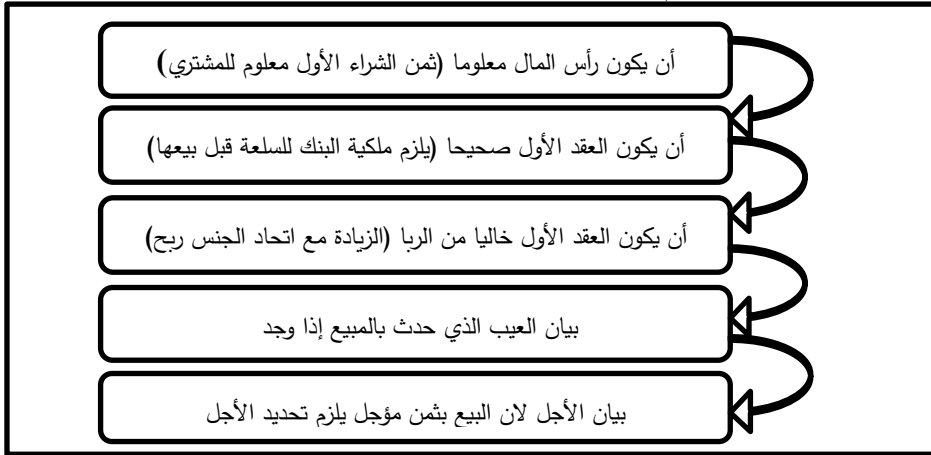 أن يكون رأس المال معلوما (ثمن الشراء الأول معلوم للمشتري)
أن يكون العقد الأول صحيحا (يلزم ملكية البنك للسلعة قبل بيعها)
أن يكون العقد الأول خاليا من الربا (الزيادة مع اتحاد الجنس ربح)
بيان العيب الذي حدث بالمبيع إذا وجد
بيان الأجل لان البيع بثمن مؤجل يلزم تحديد الأجل